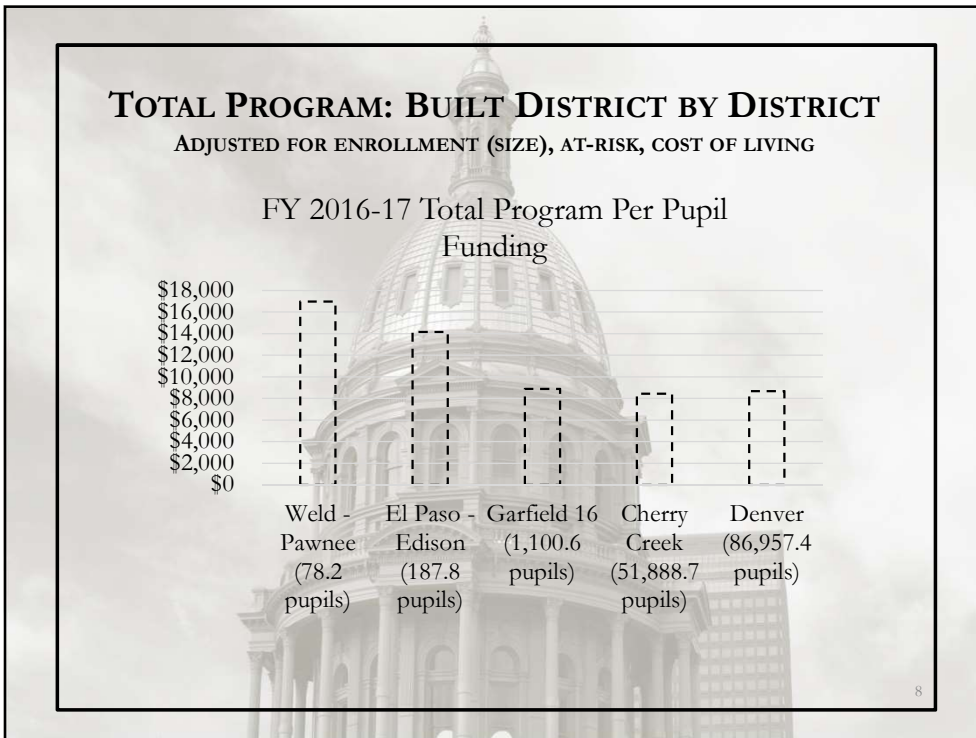 TOTAL PROGRAM: BUILT DISTRICT BY DISTRICT
ADJUSTED FOR ENROLLMENT (SIZE), AT-RISK, COST OF LIVING
FY 2016-17 Total Program Per Pupil
Funding
$18,000
$16,000
$14,000
$12,000
$10,000
$8,000
$6,000
$4,000
$2,000
$0
Weld -
Pawnee
(78.2
pupils)
El Paso -
Edison
(187.8
pupils)
Garfield 16
(1,100.6
pupils)
Cherry
Creek
(51,888.7
pupils)
Denver
(86,957.4
pupils)
8